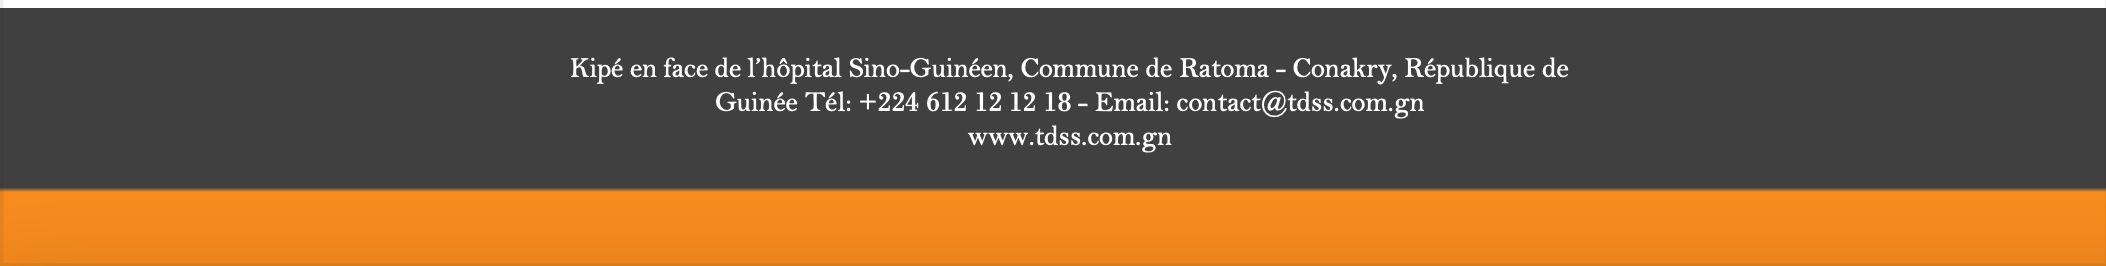 Kipé en face de l’hôpital Sino-Guinéen, Commune de Ratoma - Conakry, République de
Guinée Tél: +224 612 12 12 18 - Email: contact@tdss.com.gn
www.tdss.com.gn